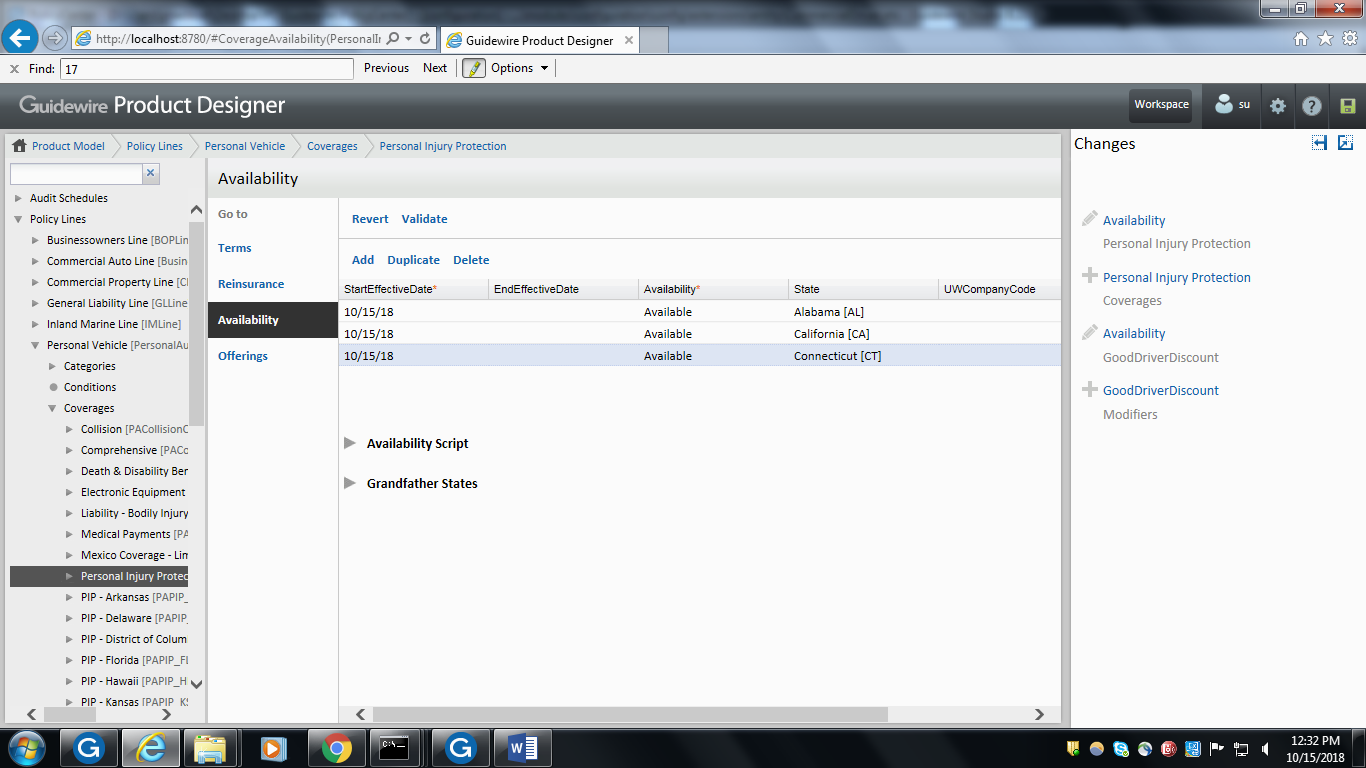 http://localhost:8780/#CoverageAvailability(PersonalI
Guidewire Product Designer
Find: 17 Previous Next Options
Guidewire Product Designer
Workspace su
Product Model Policy Lines Personal Vehicle Coverages Personal Injury Protection
Audit Schedules
Policy Lines
Businessowners Line [BOPLin
Commercial Auto Line [Busin
Commercial Property Line [C
General Liability Line [GLLine
Inland Marine Line [IMLine]
Personal Vehicle [PersonalAu
Categories
Conditions
Coverages
Collision [PACollisionC
Comprehensive [PACo
Death & Disability Ber
Electronic Equipment
Liability - Bodily Injury
Medical Payments [PA
Mexico Coverage - Lim
Personal Injury Protec
PIP - Arkansas [PAPIP_
PIP - Delaware [PAPIP_
PIP - District of Colum
PIP - Florida [PAPIP_FL
PIP - Hawaii [PAPIP_H
PIP - Kansas [PAPIP_KS
Availability
Go to
Terms
Reinsurance
Availability
Offerings
Revert Validate
Add Duplicate Delete
StartEffectiveDate* EndEffectiveDate Availability* State UWCompanyCode
10/15/18 Available Alabama [AL]
10/15/18 Available California [CA]
10/15/18 Available Connecticut [CT]
Availability Script
Grandfather States
Changes
Availability
Personal Injury Protection
Personal Injury Protection
Coverages
Availability
GoodDriverDiscount
GoodDriverDiscount
Modifiers
12:32 PM
10/15/2018